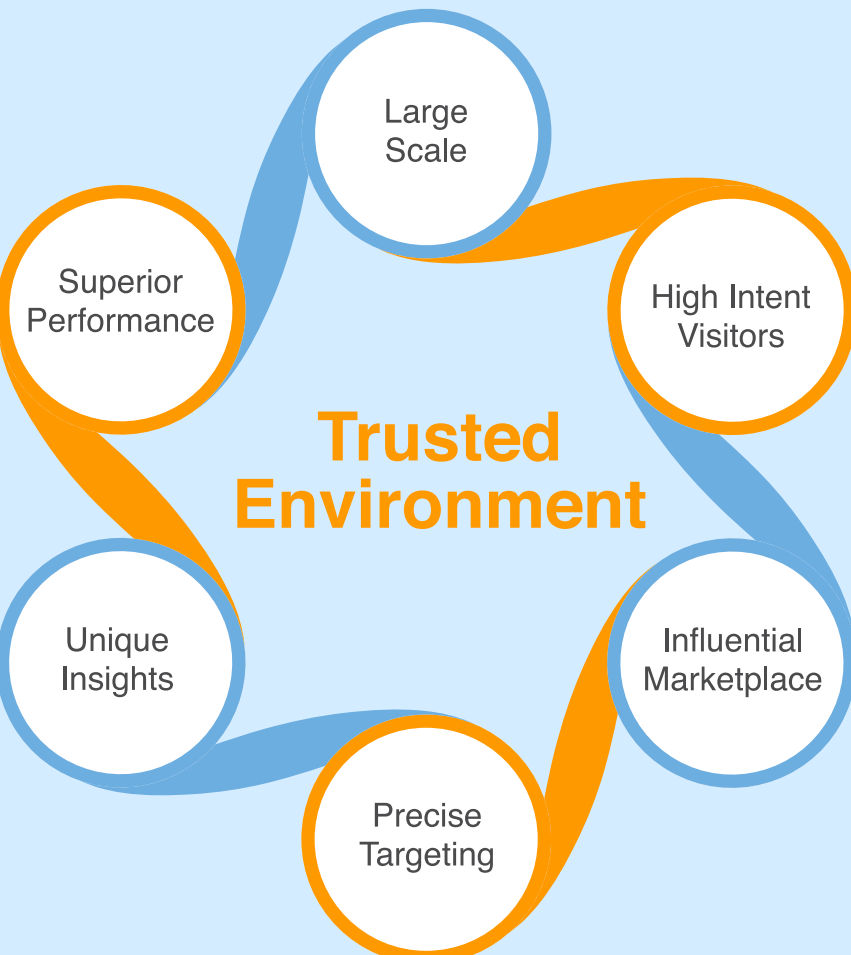 Large
Scale
High Intent
Visitors
Influential
Marketplace
Precise
Targeting
Unique
Insights
Superior
Performance
Trusted
Environment